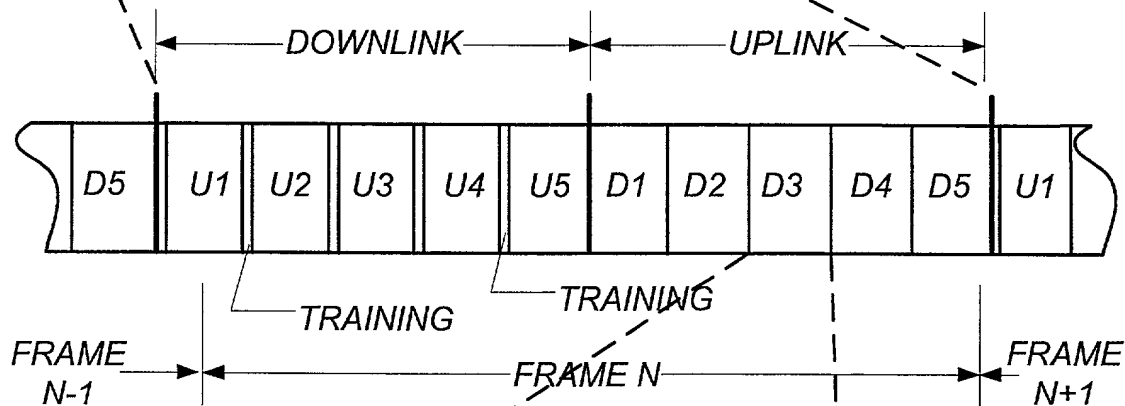 DOWNLINK UPLINK
D5 U1 U2 U3 U4 U5 D1 D2 D3 D4 D5 U1
TRAINING TRAINING
FRAME N-1
FRAME N
FRAME N+1